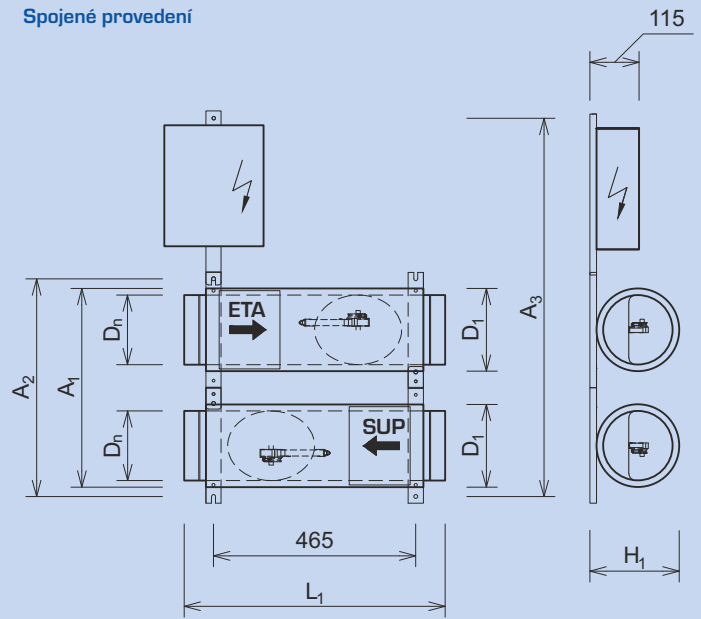 Spojené provedení
115
ETA
SUP
Dₙ
Dₙ
D₁
D₁
A₁
A₂
A₃
465
L₁
H₁